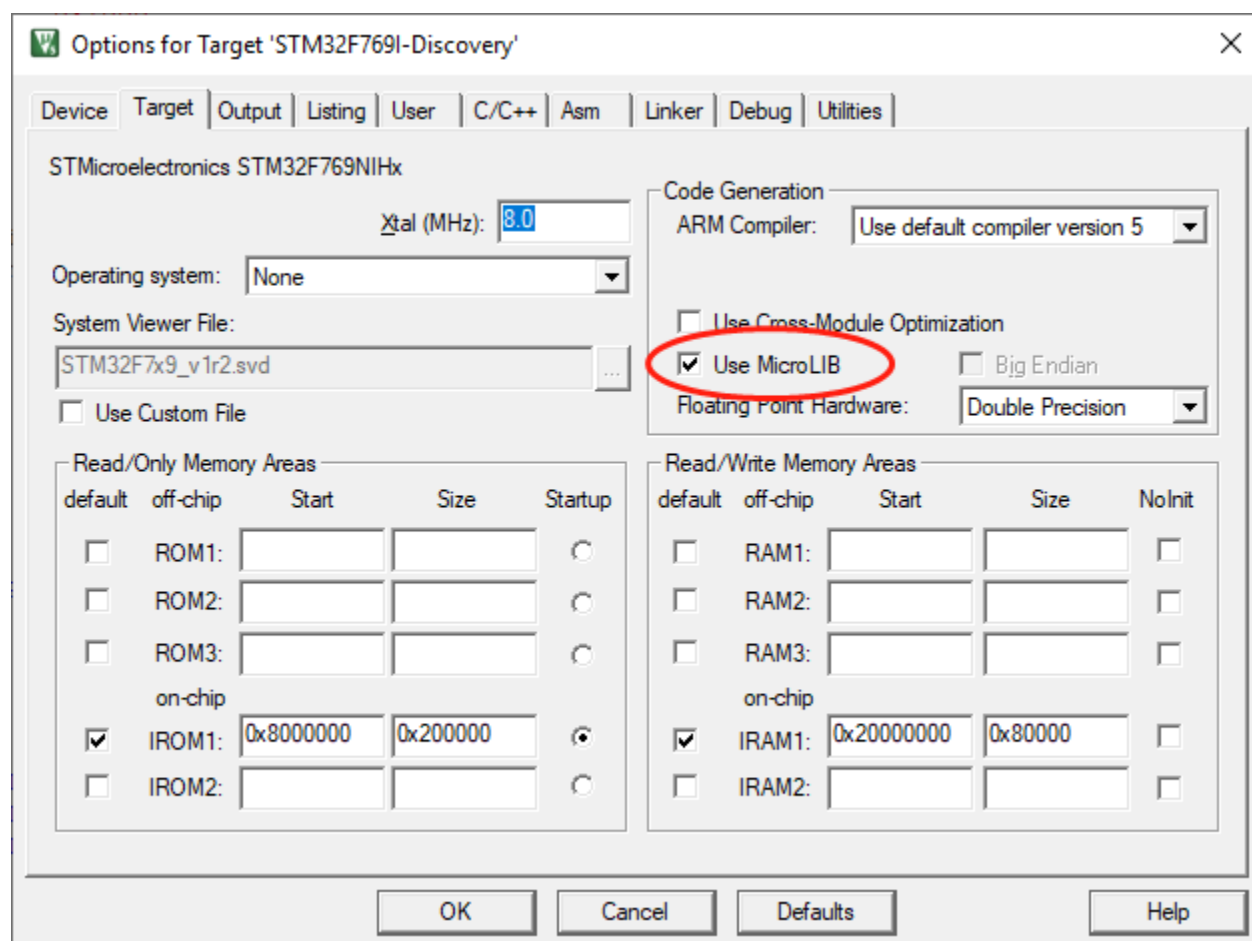 Options for Target 'STM32F769I-Discovery'
Device Target Output Listing User C/C++ Asm Linker Debug Utilities
STMicroelectronics STM32F769NIHx
Xtal (MHz): 8.0
Operating system: None
System Viewer File:
STM32F7x9_v1r2.svd ...
Use Custom File
Code Generation
ARM Compiler: Use default compiler version 5
Use Cross-Module Optimization
Use MicroLIB Big Endian
Floating Point Hardware: Double Precision
Read/Only Memory Areas
default off-chip Start Size Startup
ROM1:
ROM2:
ROM3:
on-chip
IROM1: 0x8000000 0x200000
IROM2:
Read/Write Memory Areas
default off-chip Start Size NoInit
RAM1:
RAM2:
RAM3:
on-chip
IRAM1: 0x20000000 0x80000
IRAM2:
OK Cancel Defaults Help